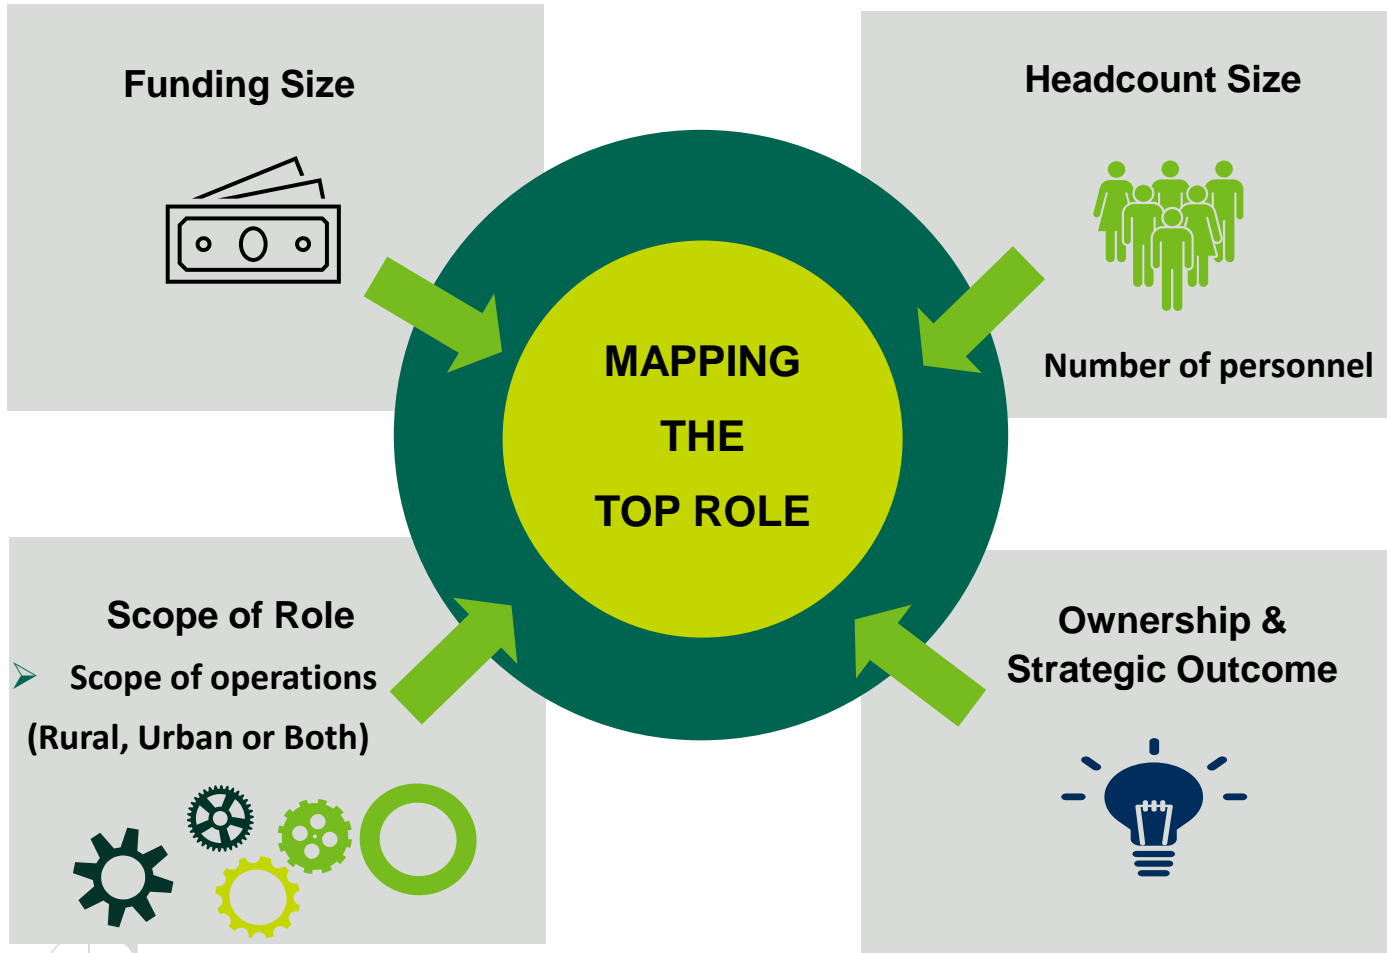 Funding Size
Headcount Size
Number of personnel
MAPPING
THE
TOP ROLE
Scope of Role
➢ Scope of operations
(Rural, Urban or Both)
Ownership &
Strategic Outcome